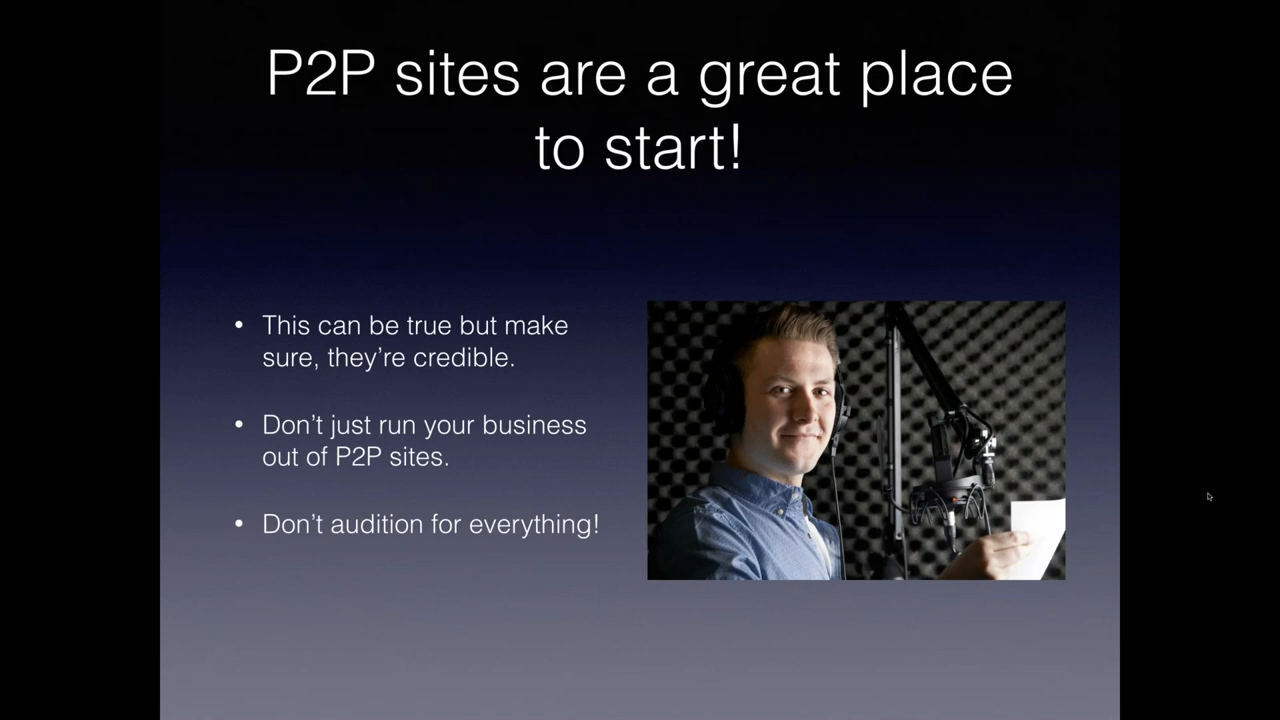 P2P sites are a great place
to start!
• This can be true but make
sure, they’re credible.
• Don’t just run your business
out of P2P sites.
• Don’t audition for everything!